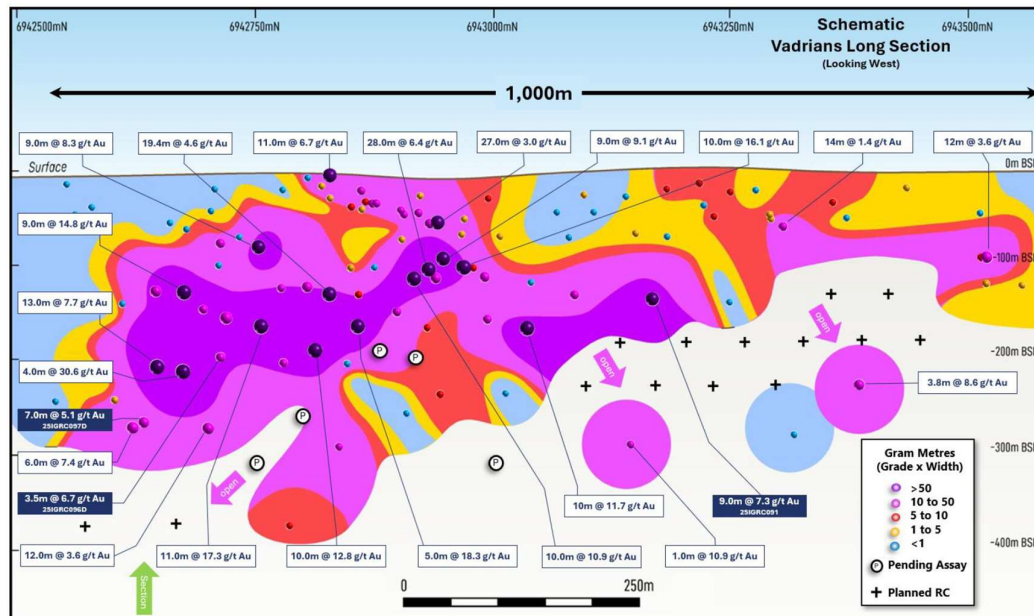 6942500mN 6942750mN 6943000mN 6943250mN 6943500mN
Schematic
Vadrians Long Section
(Looking West)
1,000m
9.0m @ 8.3 g/t Au
19.4m @ 4.6 g/t Au
11.0m @ 6.7 g/t Au
28.0m @ 6.4 g/t Au
27.0m @ 3.0 g/t Au
9.0m @ 9.1 g/t Au
10.0m @ 16.1 g/t Au
14m @ 1.4 g/t Au
12m @ 3.6 g/t Au
Surface
0m BSL
9.0m @ 14.8 g/t Au
-100m BSL
13.0m @ 7.7 g/t Au
open
open
-200m BSL
P
P
4.0m @ 30.6 g/t Au
3.8m @ 8.6 g/t Au
7.0m @ 5.1 g/t Au
25IGRC097D
P
6.0m @ 7.4 g/t Au
P
P
-300m BSL
open
3.5m @ 6.7 g/t Au
25IGRC096D
10m @ 11.7 g/t Au
9.0m @ 7.3 g/t Au
25IGRC091
12.0m @ 3.6 g/t Au
11.0m @ 17.3 g/t Au
10.0m @ 12.8 g/t Au
5.0m @ 18.3 g/t Au
10.0m @ 10.9 g/t Au
1.0m @ 10.9 g/t Au
-400m BSL
Section
0 250m
Gram Metres
(Grade x Width)
>50
10 to 50
5 to 10
1 to 5
<1
P Pending Assay
Planned RC